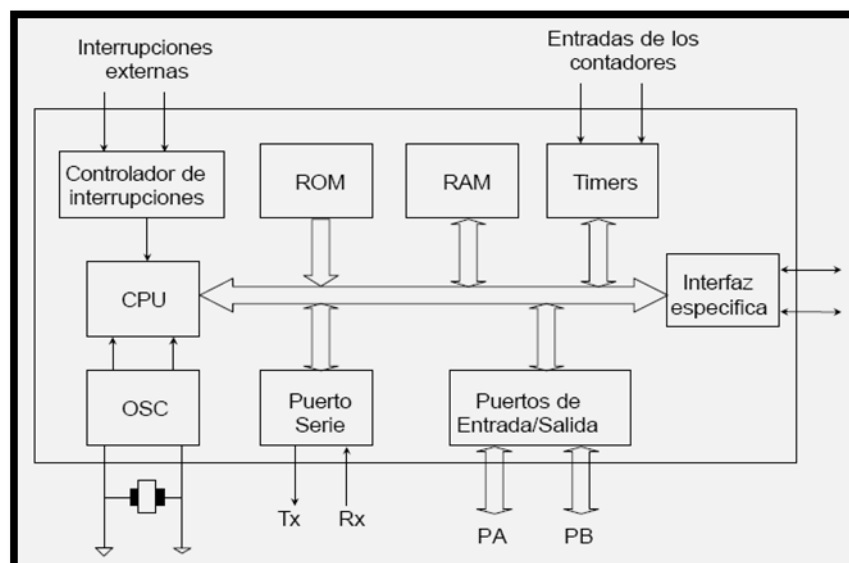 Interrupciones
externas
Entradas de los
contadores
Controlador de
interrupciones
ROM
RAM
Timers
CPU
Interfaz
especifica
OSC
Puerto
Serie
Puertos de
Entrada/Salida
Tx
Rx
PA
PB